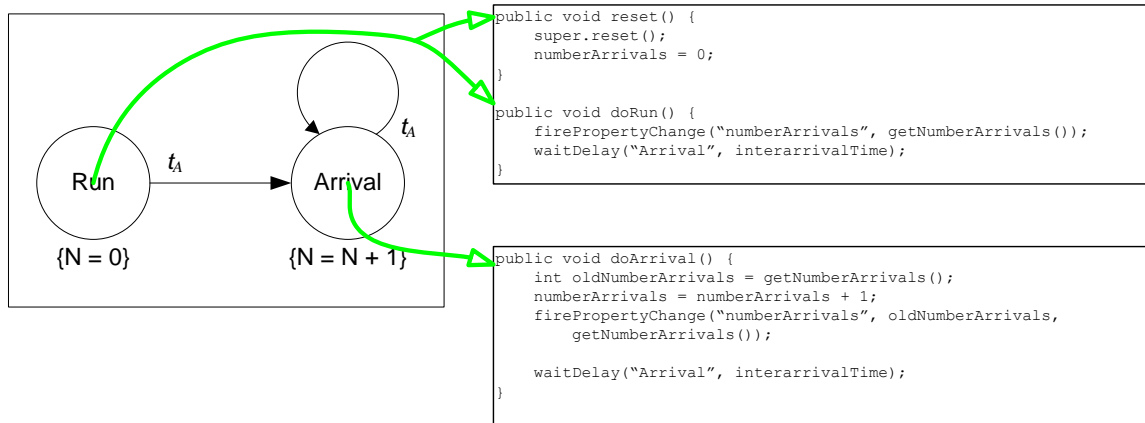 Run
t_A
Arrival
t_A
{N = 0}
{N = N + 1}
public void reset() {
    super.reset();
    numberArrivals = 0;
}
public void doRun() {
    firePropertyChange(“numberArrivals”, getNumberArrivals());
    waitDelay(“Arrival”, interarrivalTime);
}
public void doArrival() {
    int oldNumberArrivals = getNumberArrivals();
    numberArrivals = numberArrivals + 1;
    firePropertyChange(“numberArrivals”, oldNumberArrivals,
        getNumberArrivals());
    waitDelay(“Arrival”, interarrivalTime);
}